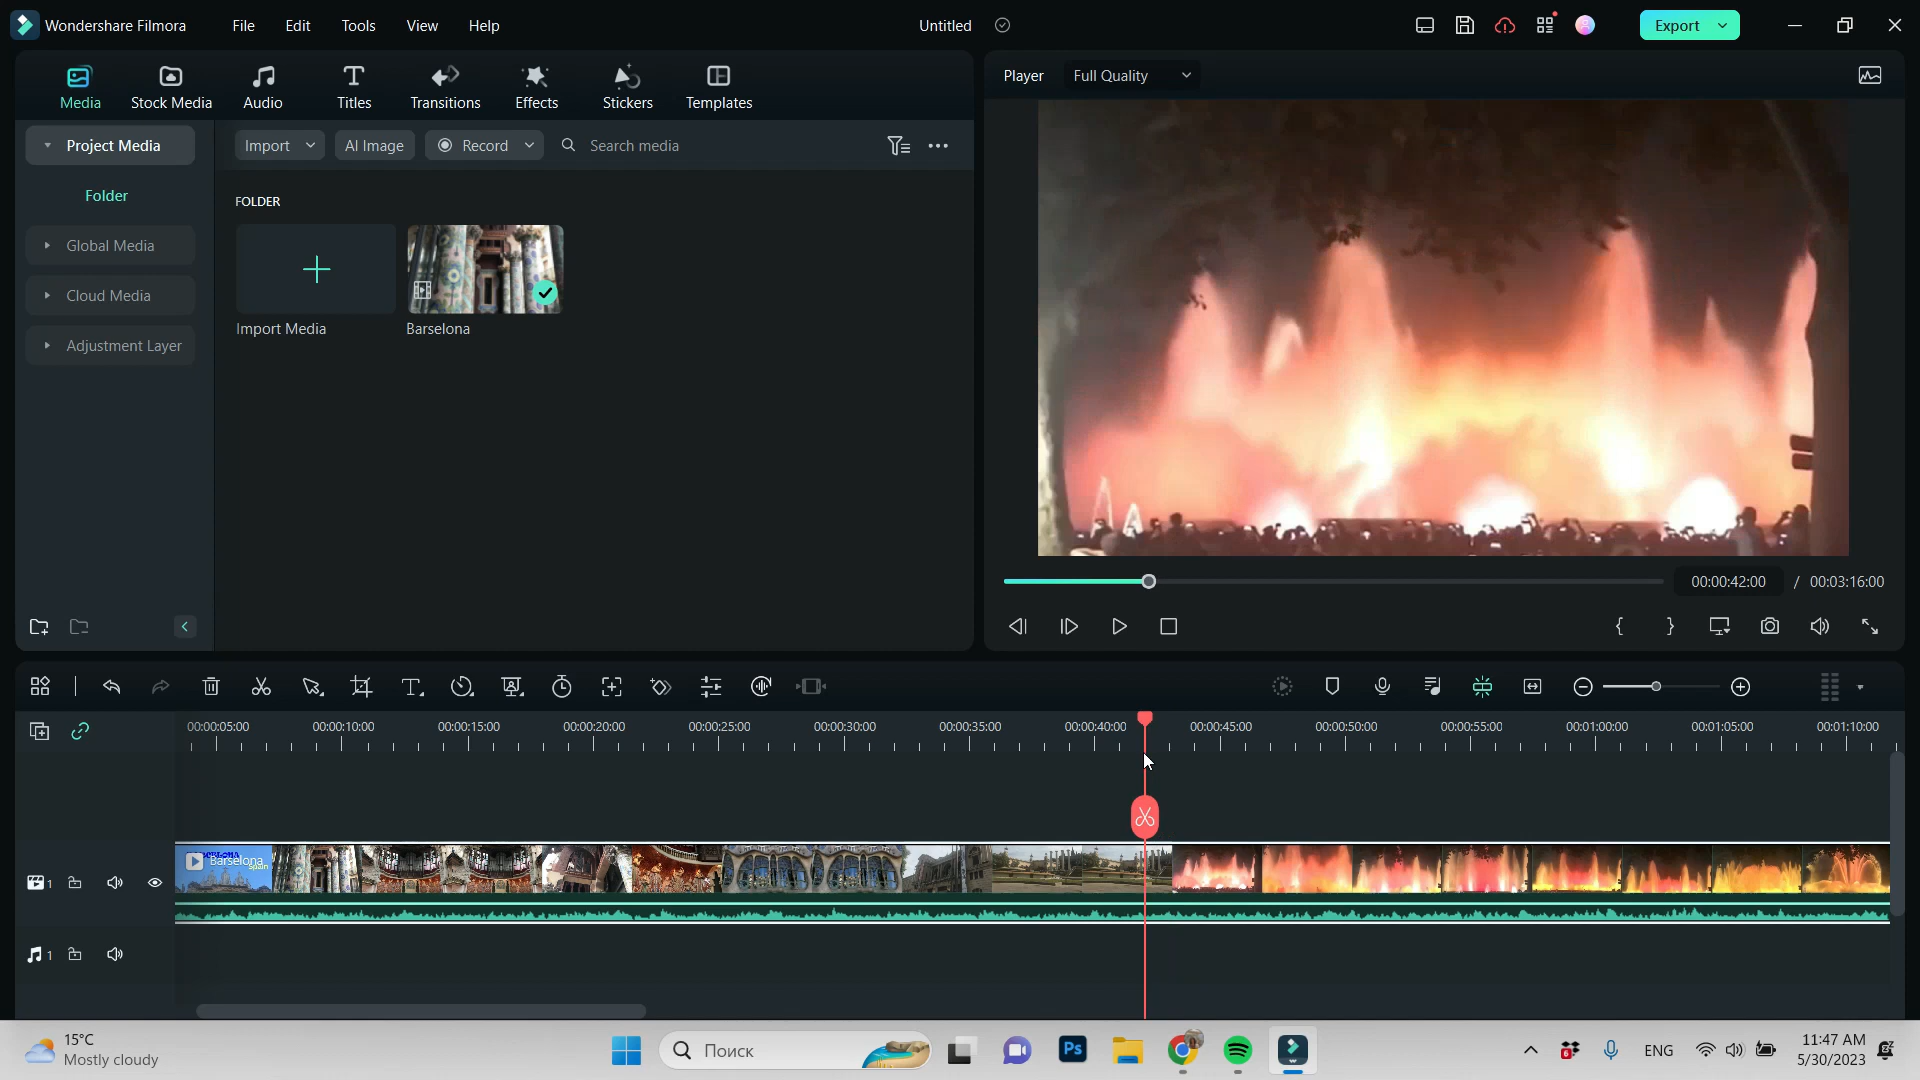 Wondershare Filmora File Edit Tools View Help Untitled Export
Media Stock Media Audio Titles Transitions Effects Stickers Templates
Player Full Quality
Project Media
Import AI Image Record Search media
Folder
FOLDER
Global Media
Cloud Media
Adjustment Layer
Import Media Barselona
00:00:42:00 / 00:03:16:00
00:00:05:00 00:00:10:00 00:00:15:00 00:00:20:00 00:00:25:00 00:00:30:00 00:00:35:00 00:00:40:00 00:00:45:00 00:00:50:00 00:00:55:00 00:01:00:00 00:01:05:00 00:01:10:00
Barselona
Spain
1
1
15°C
Mostly cloudy
Поиск
Ps
6
ENG
11:47 AM
5/30/2023